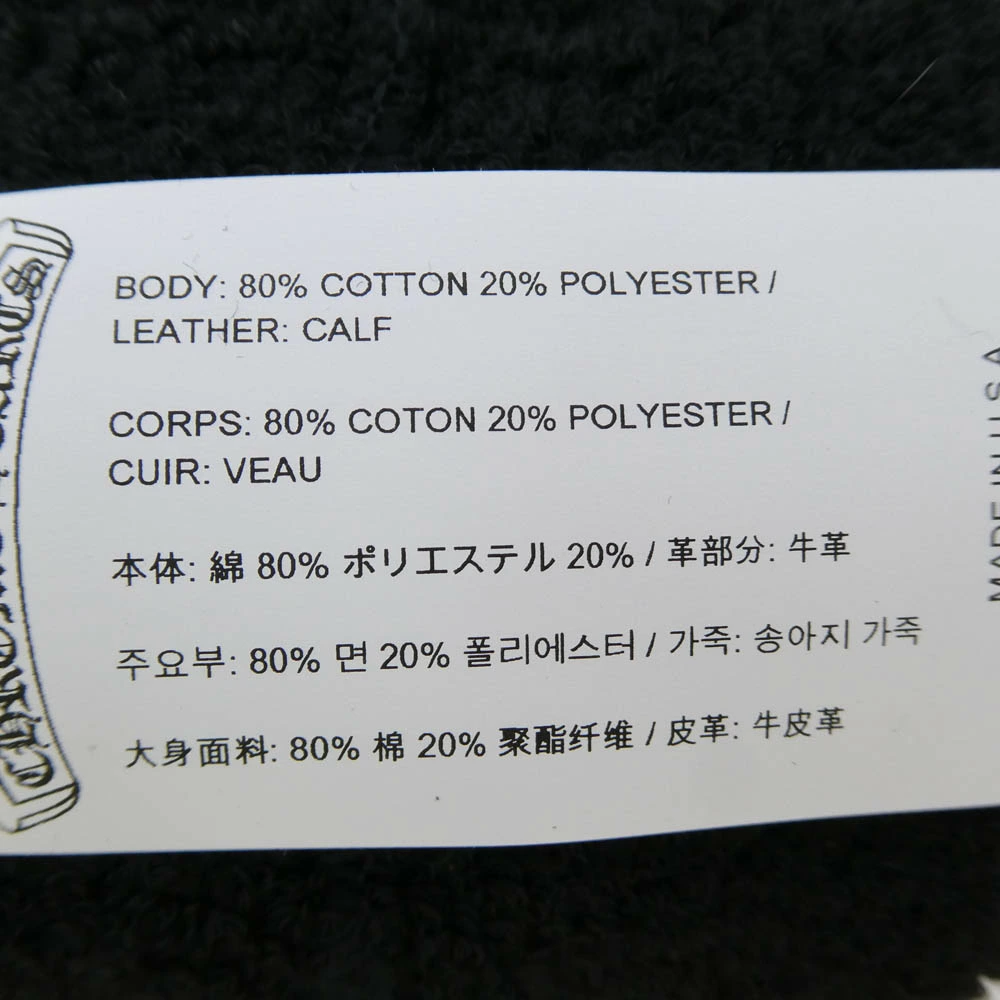 BODY: 80% COTTON 20% POLYESTER /
LEATHER: CALF
CORPS: 80% COTON 20% POLYESTER /
CUIR: VEAU
本体: 綿 80% ポリエステル 20% / 革部分: 牛革
주요부: 80% 면 20% 폴리에스터 / 가죽: 송아지 가죽
大身面料: 80% 棉 20% 聚酯纤维 / 皮革: 牛皮革
MADE IN U.S.A